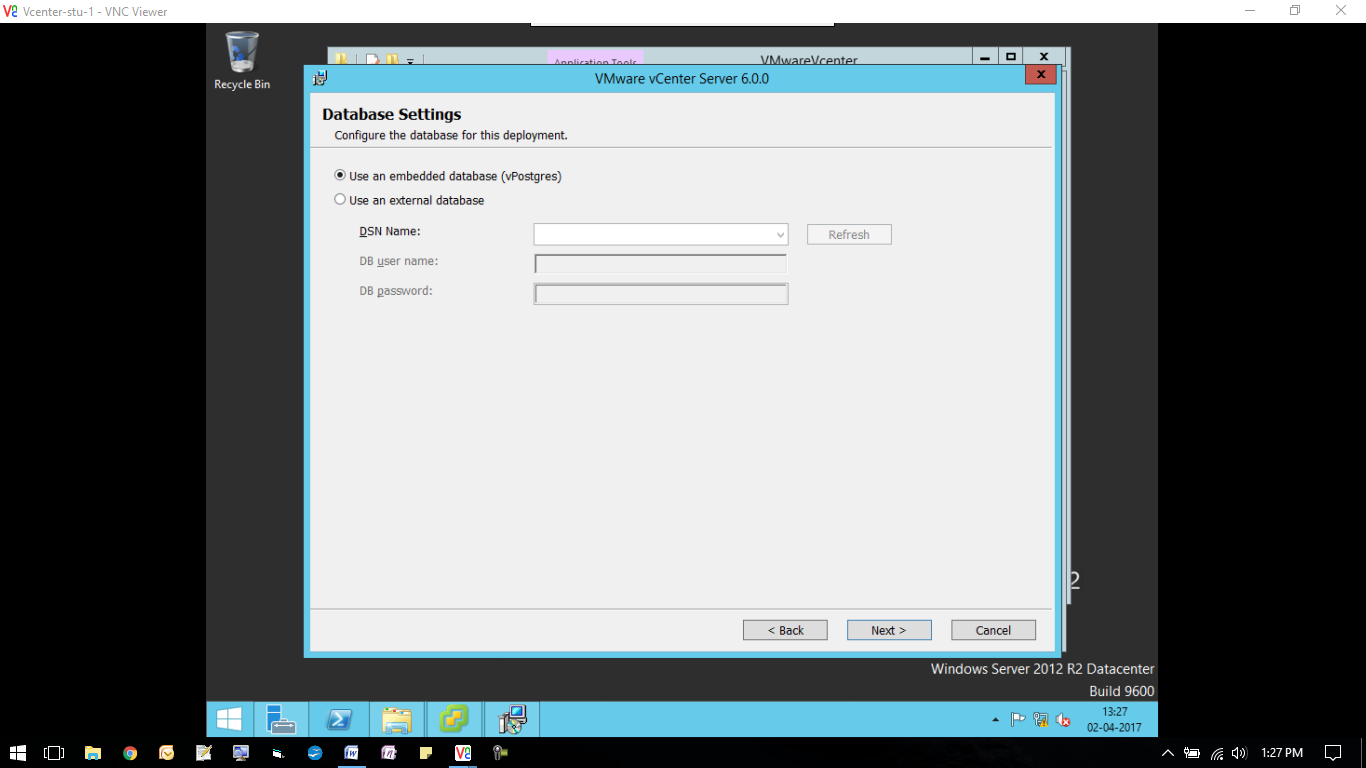 Vcenter-stu-1 - VNC Viewer
Recycle Bin
Application Tools
VMwareVcenter
VMware vCenter Server 6.0.0
Database Settings
Configure the database for this deployment.
Use an embedded database (vPostgres)
Use an external database
DSN Name:
Refresh
DB user name:
DB password:
2
< Back
Next >
Cancel
Windows Server 2012 R2 Datacenter
Build 9600
13:27
02-04-2017
1:27 PM